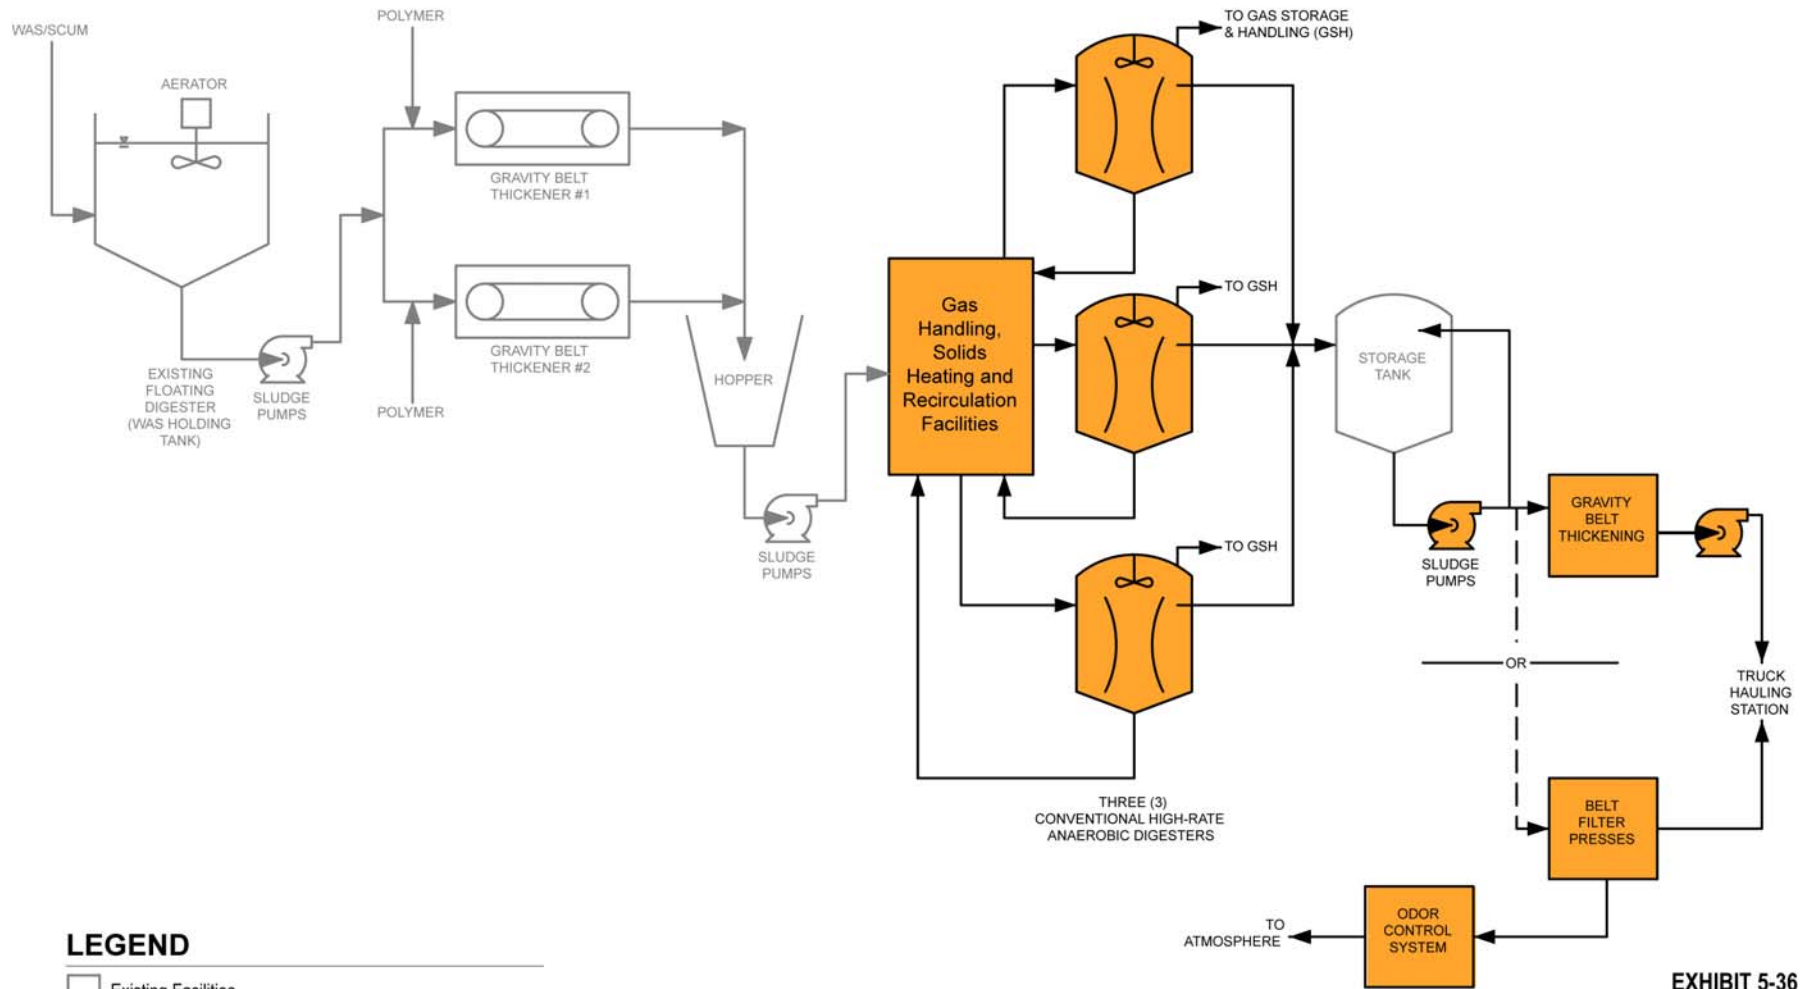 WAS/SCUM
AERATOR
EXISTING
FLOATING
DIGESTER
(WAS HOLDING
TANK)
SLUDGE
PUMPS
POLYMER
GRAVITY BELT
THICKENER #1
GRAVITY BELT
THICKENER #2
POLYMER
HOPPER
SLUDGE
PUMPS
Gas
Handling,
Solids
Heating and
Recirculation
Facilities
TO GAS STORAGE
& HANDLING (GSH)
TO GSH
TO GSH
THREE (3)
CONVENTIONAL HIGH-RATE
ANAEROBIC DIGESTERS
STORAGE
TANK
SLUDGE
PUMPS
GRAVITY
BELT
THICKENING
OR
TRUCK
HAULING
STATION
BELT
FILTER
PRESSES
ODOR
CONTROL
SYSTEM
TO
ATMOSPHERE
LEGEND
Existing Facilities
EXHIBIT 5-36